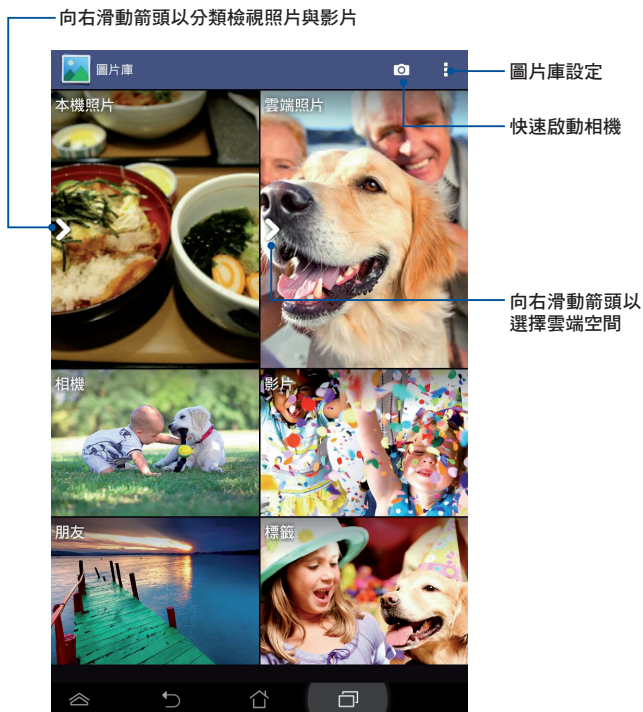 向右滑動箭頭以分類檢視照片與影片
圖片庫
圖片庫設定
本機照片
雲端照片
快速啟動相機
向右滑動箭頭以
選擇雲端空間
相機
影片
朋友
標籤